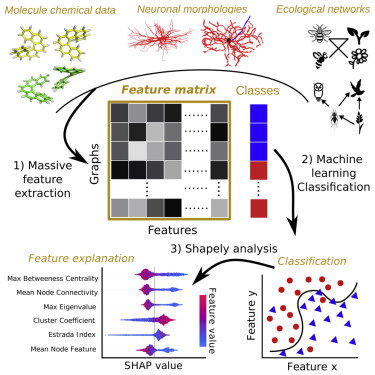 Molecule chemical data
Neuronal morphologies
Ecological networks
Feature matrix
Classes
Graphs
Features
1) Massive
feature
extraction
2) Machine
learning
Classification
3) Shapely analysis
Feature explanation
Max Betweeness Centrality
Mean Node Connectivity
Max Eigenvalue
Cluster Coefficient
Estrada Index
Mean Node Feature
SHAP value
Feature value
Classification
Feature y
Feature x